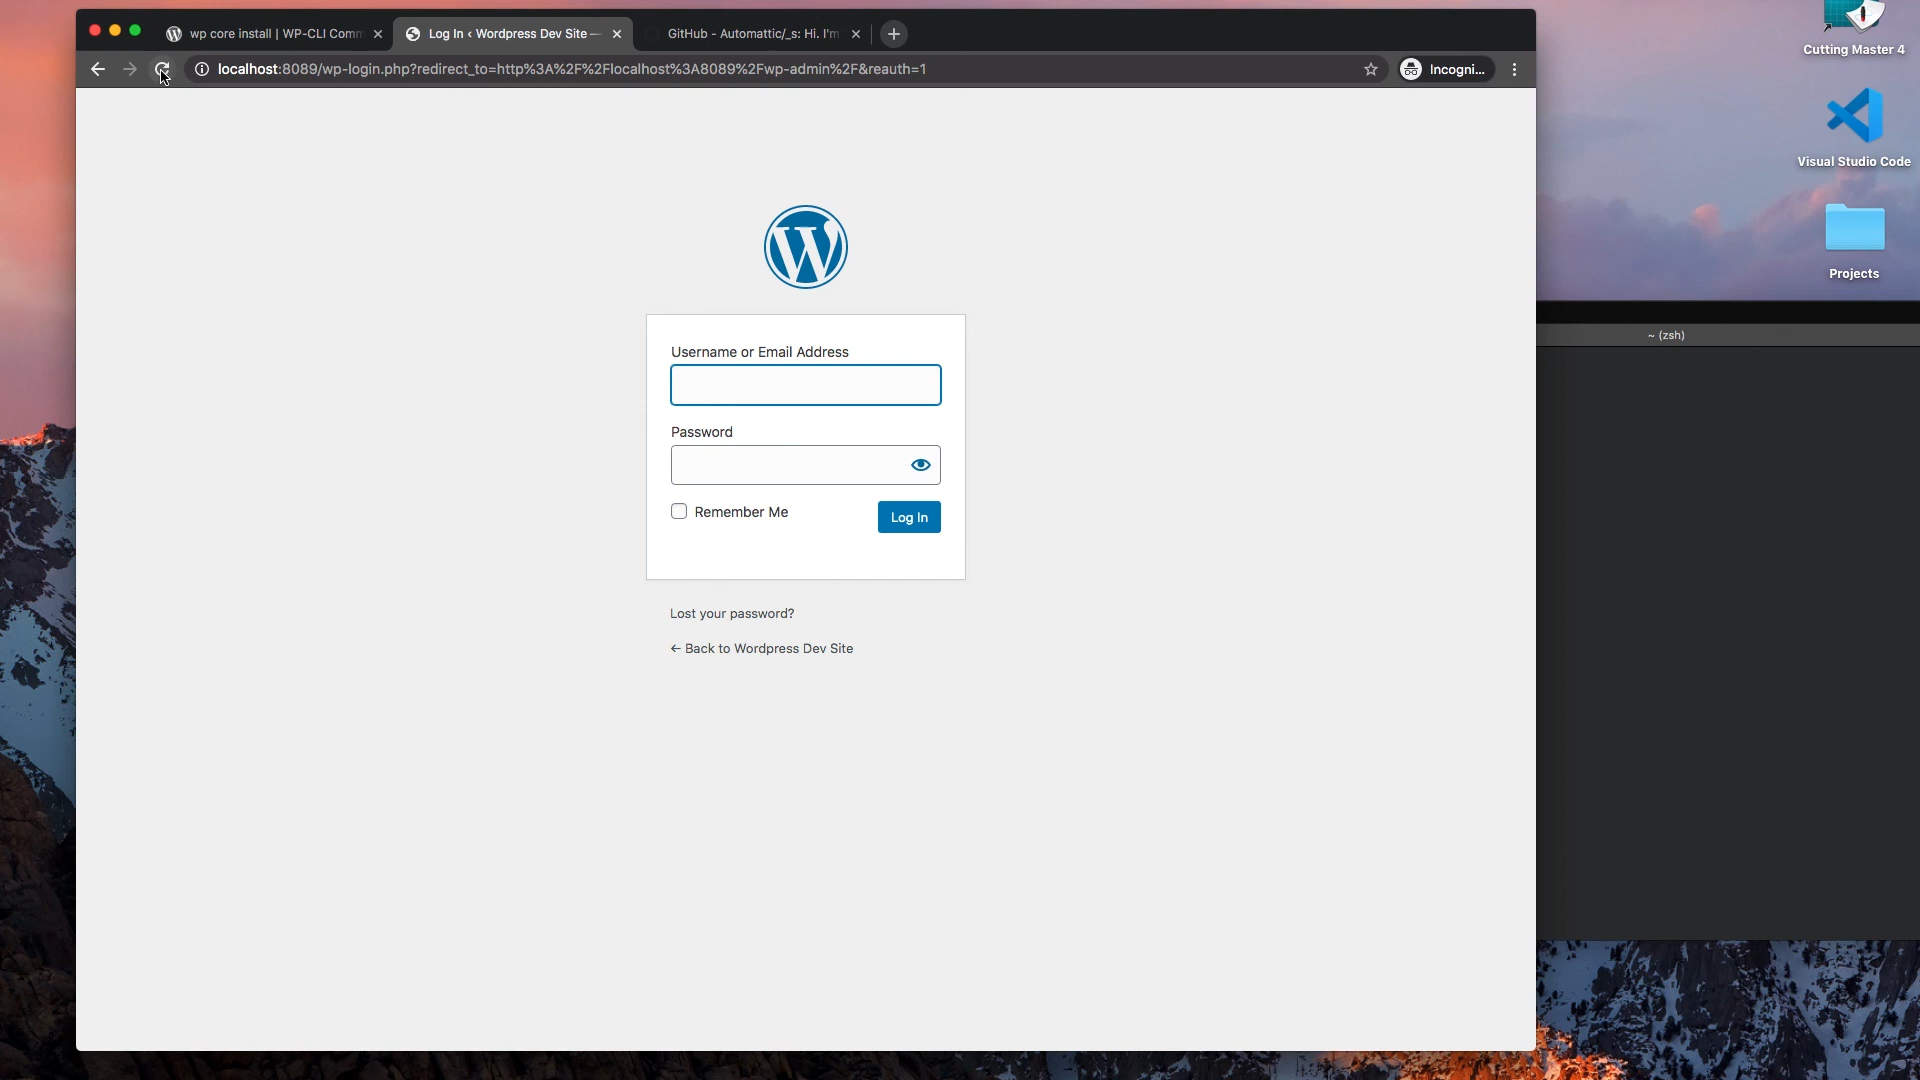 wp core install | WP-CLI Comm
Log In ‹ Wordpress Dev Site —
GitHub - Automattic/_s: Hi. I'm
localhost:8089/wp-login.php?redirect_to=http%3A%2F%2Flocalhost%3A8089%2Fwp-admin%2F&reauth=1
Incogni...
Username or Email Address
Password
Remember Me
Log In
Lost your password?
← Back to Wordpress Dev Site
Cutting Master 4
Visual Studio Code
Projects
~ (zsh)